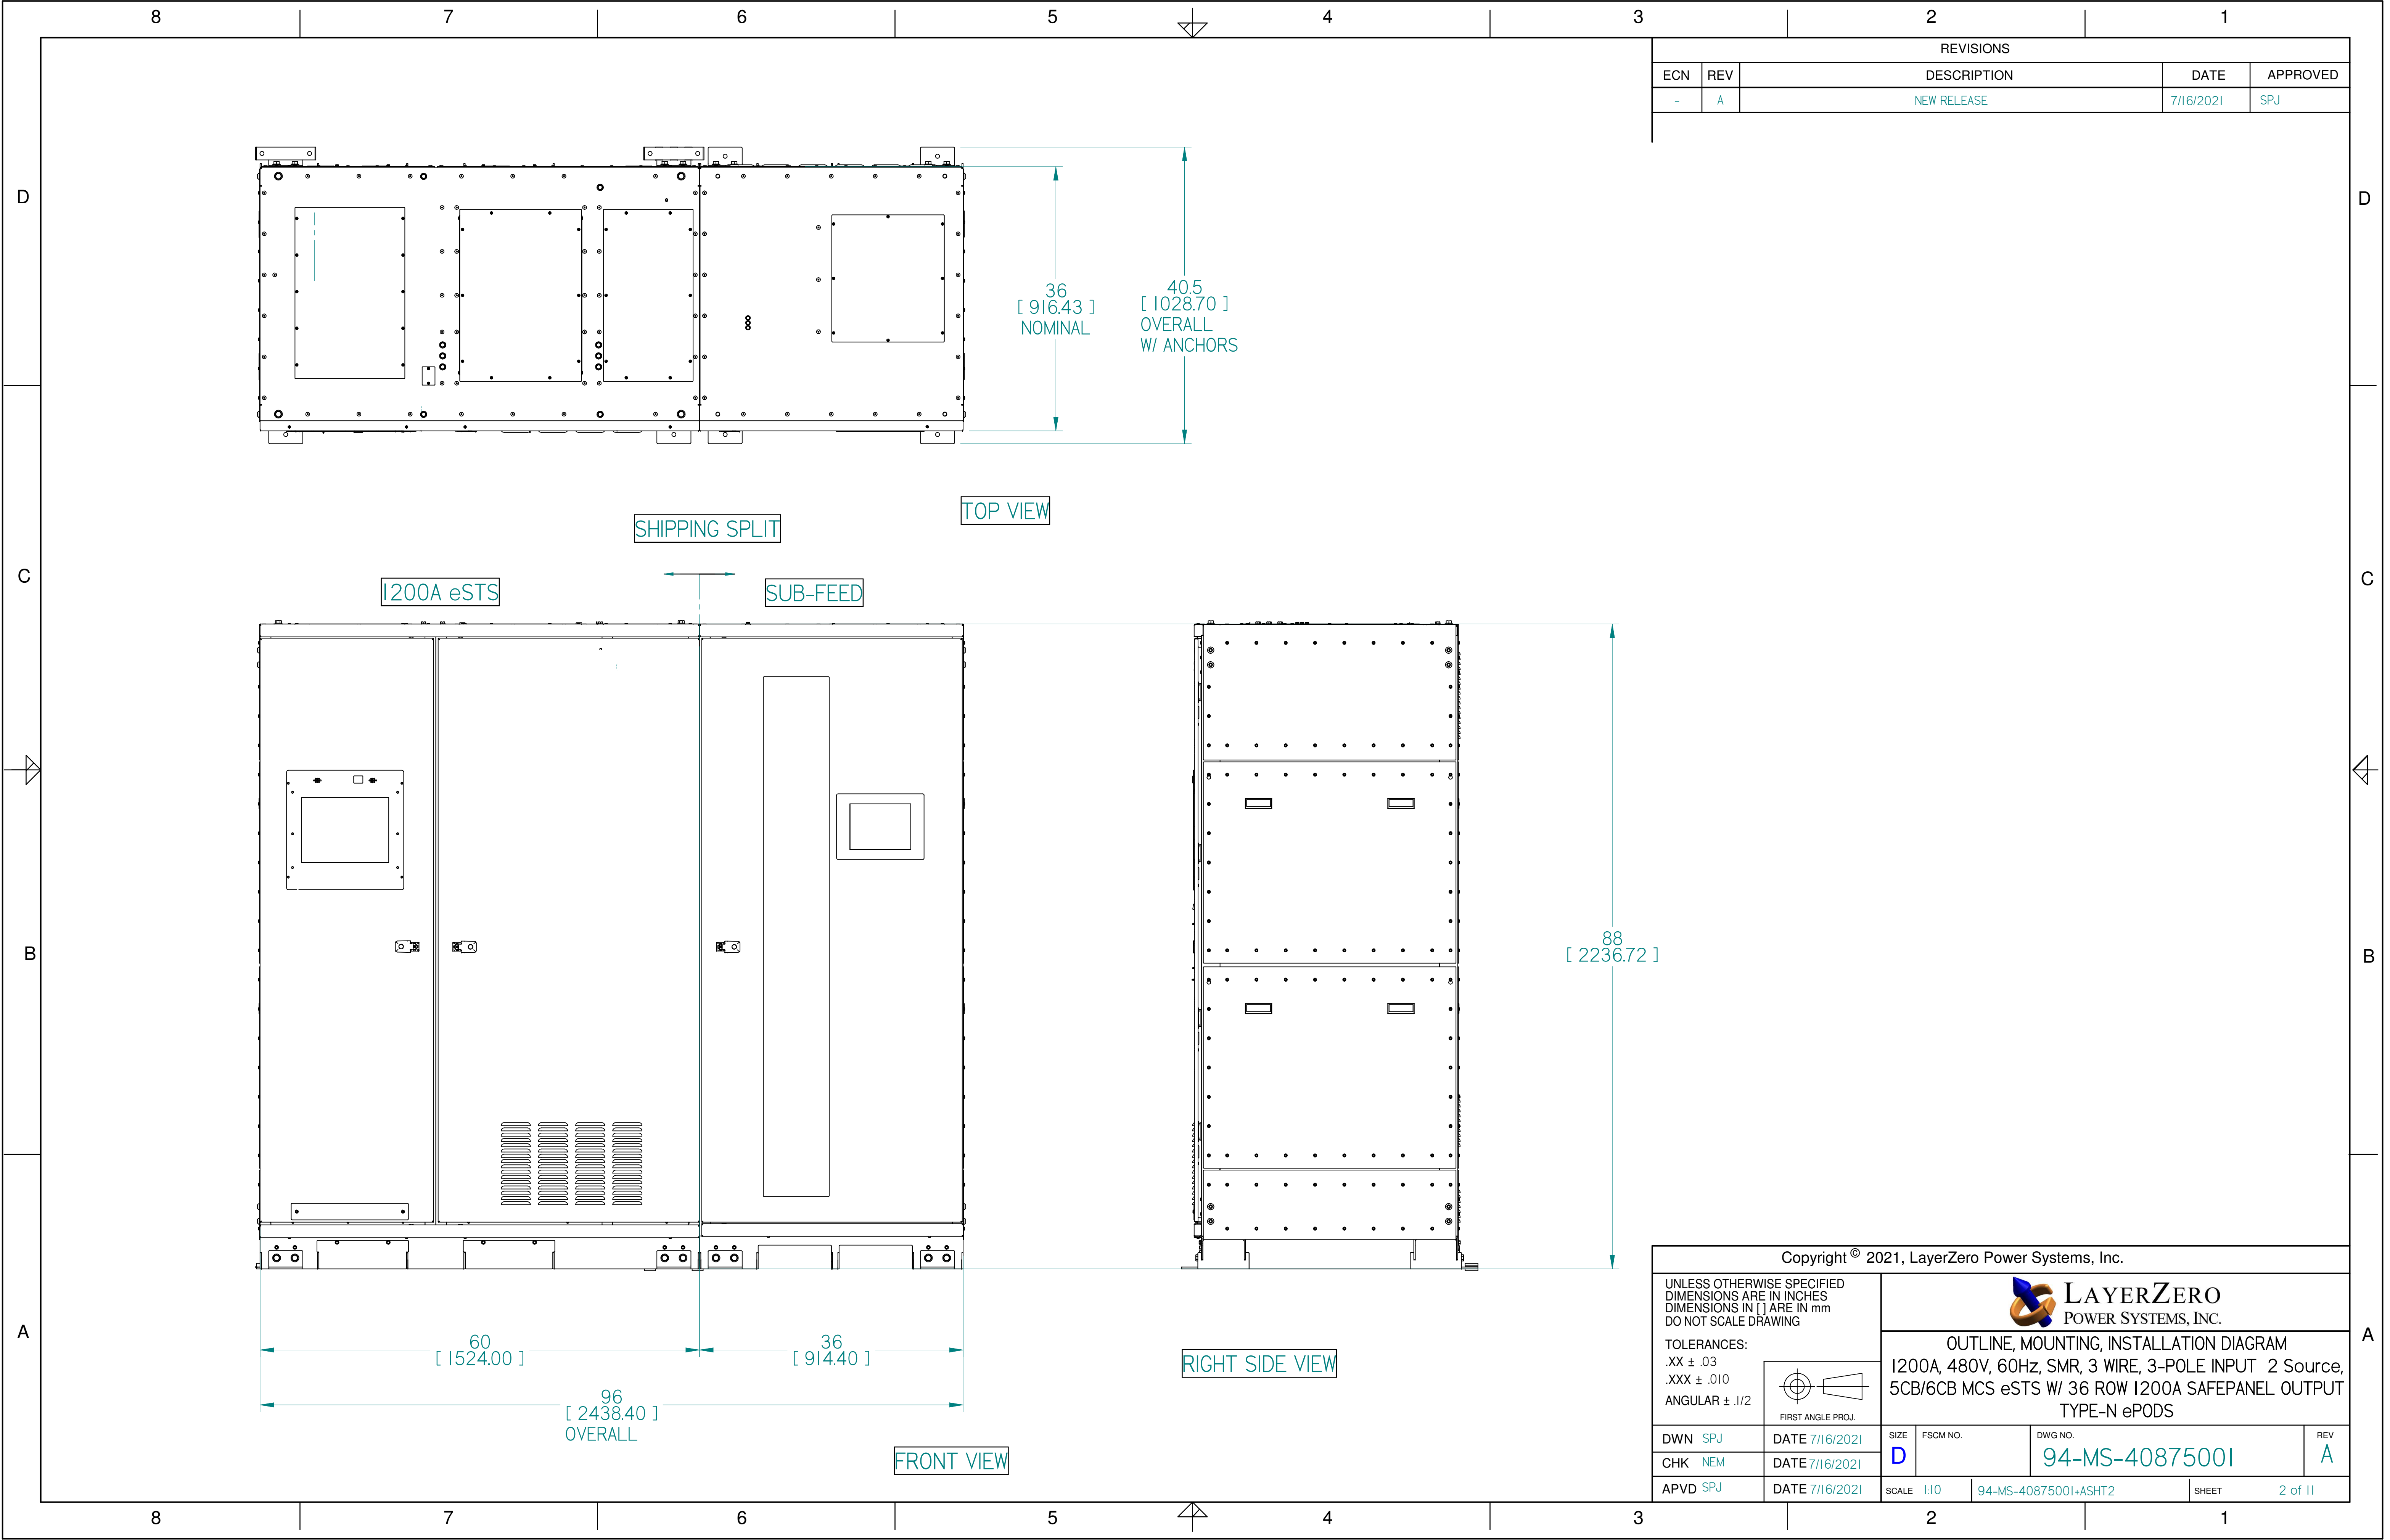 8 7 6 5 4 3 2 1
REVISIONS
ECN REV DESCRIPTION DATE APPROVED
- A NEW RELEASE 7/16/2021 SPJ
D D
36
[ 916.43 ]
NOMINAL
40.5
[ 1028.70 ]
OVERALL
W/ ANCHORS
TOP VIEW
SHIPPING SPLIT
C C
1200A eSTS
SUB-FEED
88
[ 2236.72 ]
B B
60
[ 1524.00 ]
36
[ 914.40 ]
96
[ 2438.40 ]
OVERALL
RIGHT SIDE VIEW
FRONT VIEW
A A
Copyright © 2021, LayerZero Power Systems, Inc.
UNLESS OTHERWISE SPECIFIED
DIMENSIONS ARE IN INCHES
DIMENSIONS IN [ ] ARE IN mm
DO NOT SCALE DRAWING
TOLERANCES:
.XX ± .03
.XXX ± .010
ANGULAR ± .1/2
FIRST ANGLE PROJ.
LAYERZERO
POWER SYSTEMS, INC.
OUTLINE, MOUNTING, INSTALLATION DIAGRAM
1200A, 480V, 60Hz, SMR, 3 WIRE, 3-POLE INPUT 2 Source,
5CB/6CB MCS eSTS W/ 36 ROW 1200A SAFEPANEL OUTPUT
TYPE-N ePODS
DWN SPJ DATE 7/16/2021
CHK NEM DATE 7/16/2021
APVD SPJ DATE 7/16/2021
SIZE D
FSCM NO.
DWG NO.
94-MS-40875001
REV
A
SCALE 1:10 94-MS-40875001+ASHT2 SHEET 2 of 11
8 7 6 5 4 3 2 1